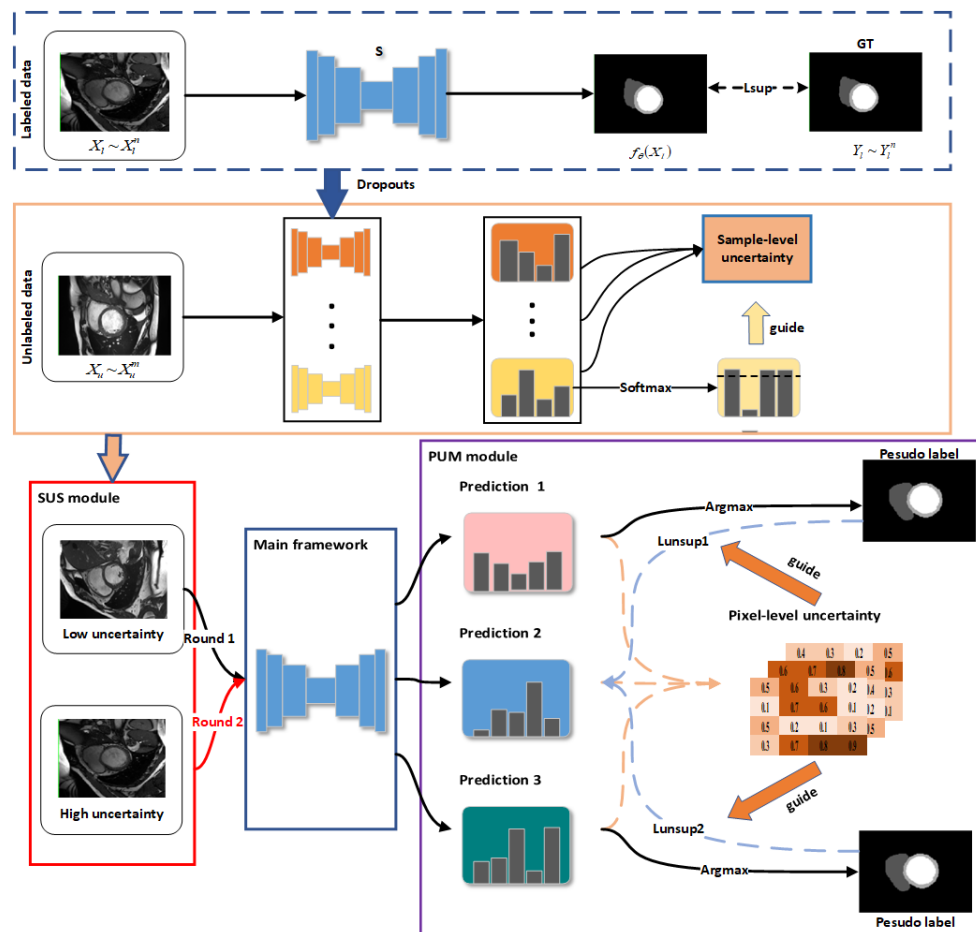 Labeled data
S
GT
Lsup
X_l ~ X_l^n
f_θ(X_l)
Y_l ~ Y_l^n
Dropouts
Unlabeled data
Sample-level
uncertainty
guide
X_u ~ X_u^m
Softmax
SUS module
Low uncertainty
Round 1
Round 2
High uncertainty
Main framework
PUM module
Prediction 1
Prediction 2
Prediction 3
Argmax
Pesudo label
Lunsup1
guide
Pixel-level uncertainty
0.4 0.3 0.2 0.5
0.6 0.7 0.8 0.5 0.6
0.5 0.6 0.3 0.2 0.4 0.3
0.1 0.7 0.6 0.1 0.2 0.1
0.5 0.2 0.1 0.3 0.5
0.3 0.7 0.8 0.9
guide
Lunsup2
Argmax
Pesudo label